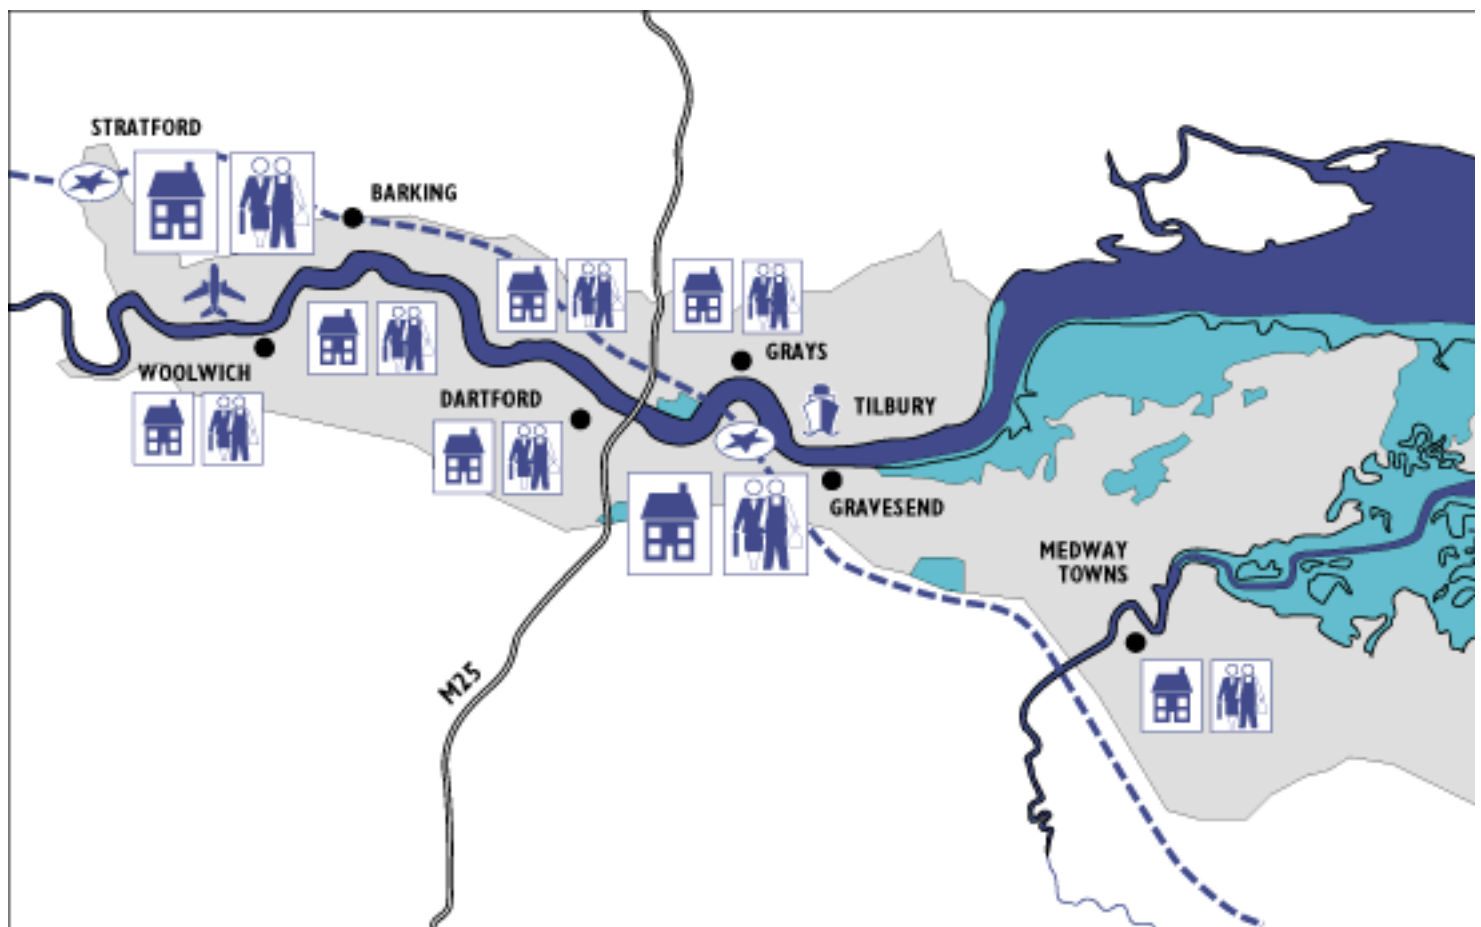 STRATFORD
BARKING
WOOLWICH
DARTFORD
GRAYS
TILBURY
GRAVESEND
MEDWAY
TOWNS
M25